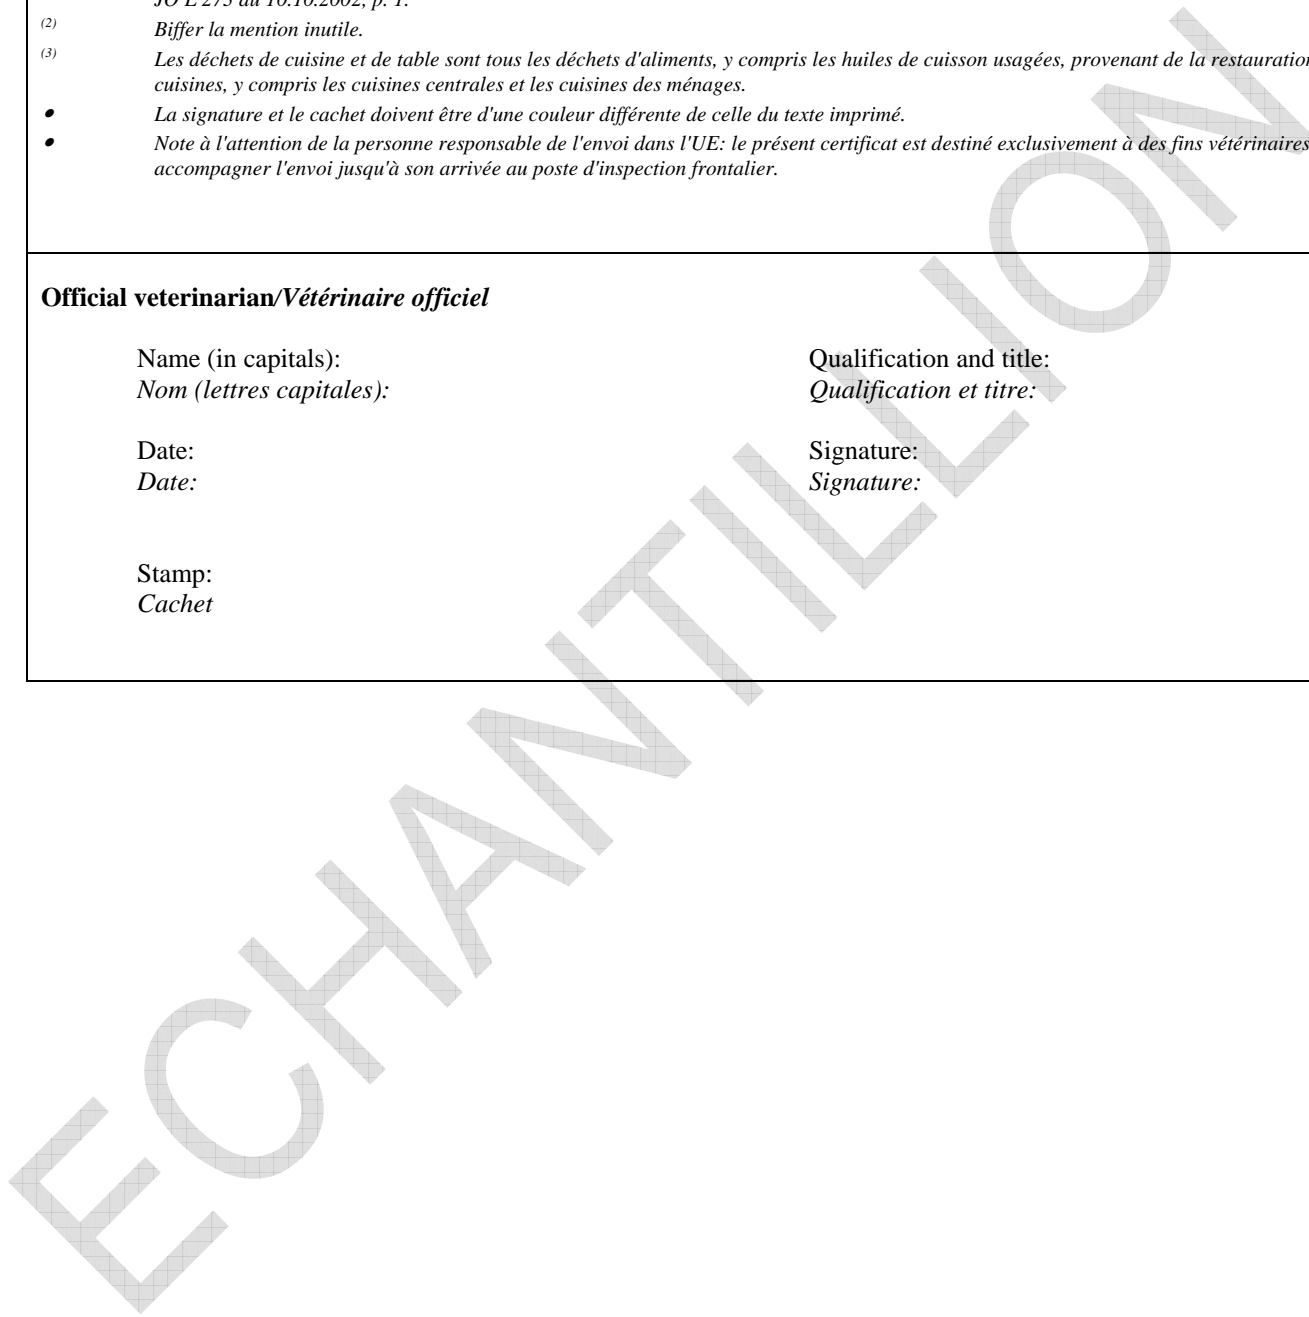 JO L 273 du 10.10.2002, p. 1.
(2) Biffer la mention inutile.
(3) Les déchets de cuisine et de table sont tous les déchets d'aliments, y compris les huiles de cuisson usagées, provenant de la restauration
cuisines, y compris les cuisines centrales et les cuisines des ménages.
• La signature et le cachet doivent être d'une couleur différente de celle du texte imprimé.
• Note à l'attention de la personne responsable de l'envoi dans l'UE: le présent certificat est destiné exclusivement à des fins vétérinaires
accompagner l'envoi jusqu'à son arrivée au poste d'inspection frontalier.
Official veterinarian/Vétérinaire officiel
Name (in capitals): Qualification and title:
Nom (lettres capitales): Qualification et titre:
Date: Signature:
Date: Signature:
Stamp:
Cachet
ECHANTILLION